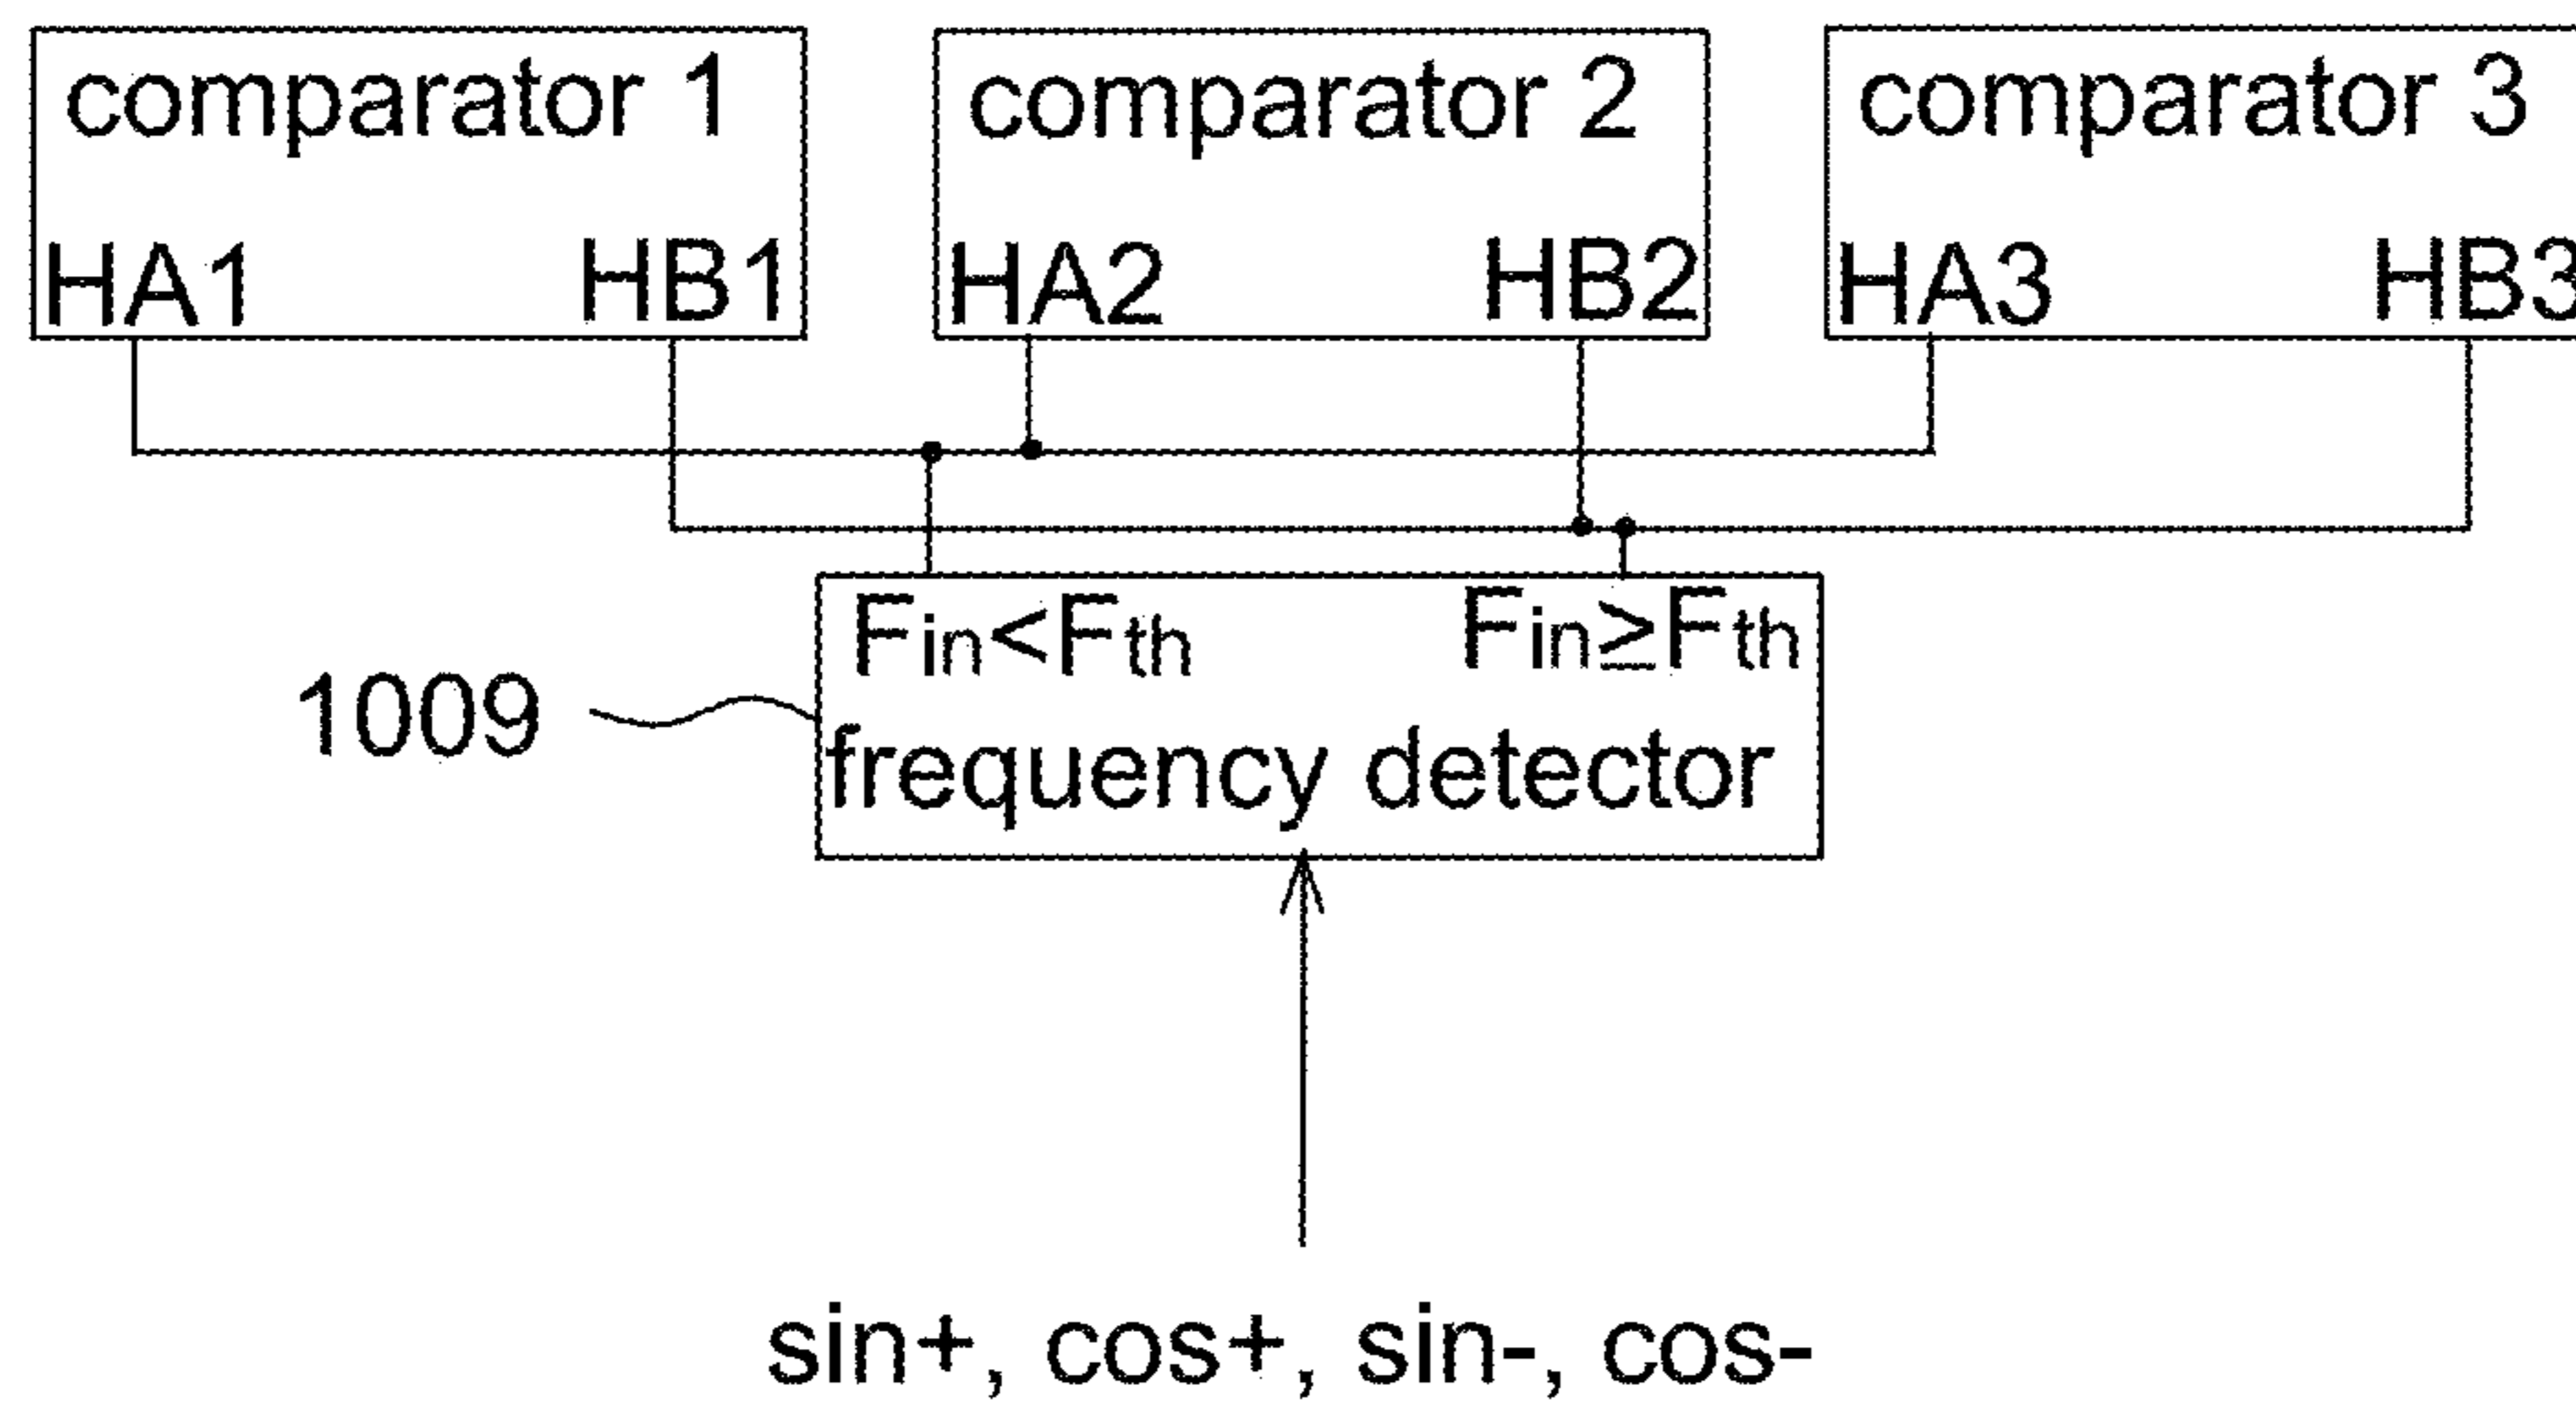 comparator 1 comparator 2 comparator 3
HA1 HB1 HA2 HB2 HA3 HB3
Fin<Fth Fin≥Fth
1009
frequency detector
sin+, cos+, sin-, cos-